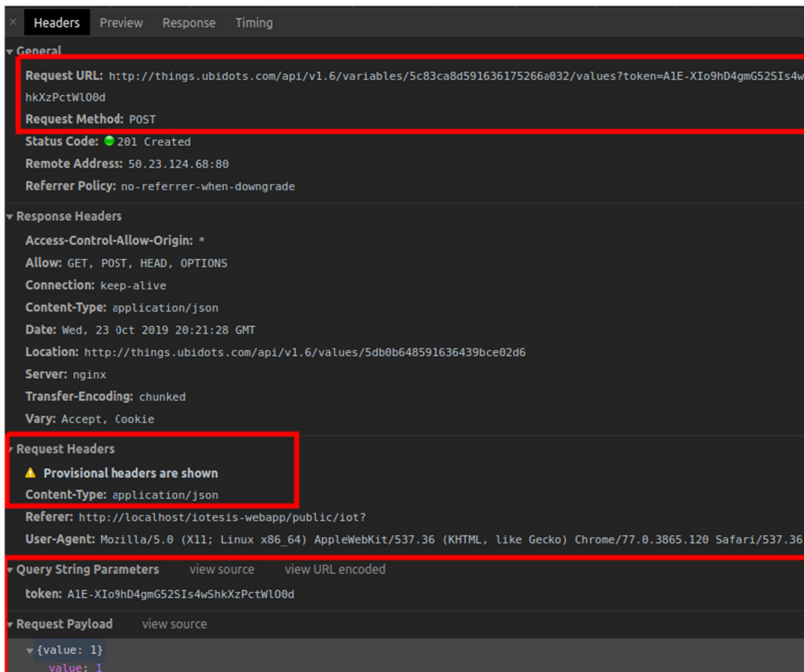 × Headers Preview Response Timing
▾ General
Request URL: http://things.ubidots.com/api/v1.6/variables/5c83ca8d591636175266a032/values?token=A1E-XIo9hD4gmG52SIs4w
hkXzPctWlO0d
Request Method: POST
Status Code: 201 Created
Remote Address: 50.23.124.68:80
Referrer Policy: no-referrer-when-downgrade
▾ Response Headers
Access-Control-Allow-Origin: *
Allow: GET, POST, HEAD, OPTIONS
Connection: keep-alive
Content-Type: application/json
Date: Wed, 23 Oct 2019 20:21:28 GMT
Location: http://things.ubidots.com/api/v1.6/values/5db0b648591636439bce02d6
Server: nginx
Transfer-Encoding: chunked
Vary: Accept, Cookie
▾ Request Headers
Provisional headers are shown
Content-Type: application/json
Referer: http://localhost/iotesis-webapp/public/iot?
User-Agent: Mozilla/5.0 (X11; Linux x86_64) AppleWebKit/537.36 (KHTML, like Gecko) Chrome/77.0.3865.120 Safari/537.36
▾ Query String Parameters view source view URL encoded
token: A1E-XIo9hD4gmG52SIs4wShkXzPctWlO0d
▾ Request Payload view source
▾ {value: 1}
value: 1